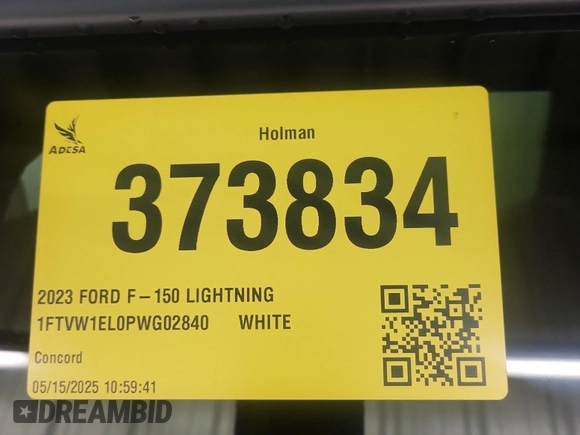 ADESA
Holman
373834
2023 FORD F-150 LIGHTNING
1FTVW1EL0PWG02840 WHITE
Concord
05/15/2025 10:59:41
DREAMBID